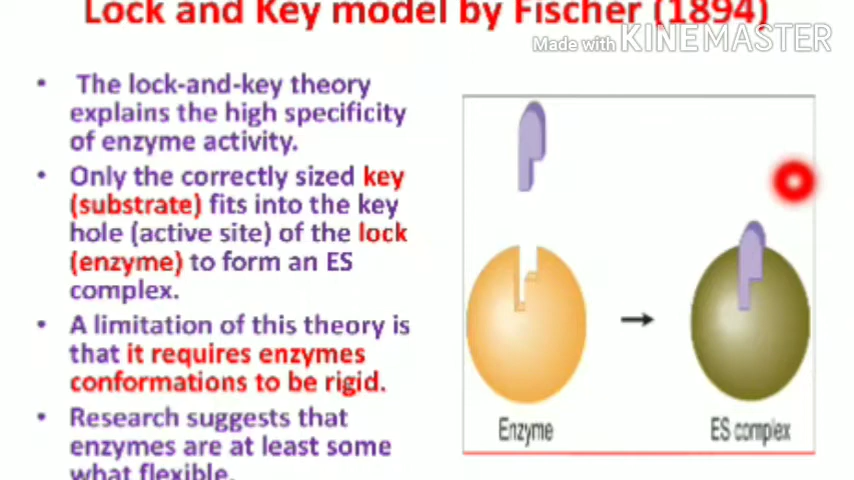 Lock and Key model by Fischer (1894)
Made with KINEMASTER
• The lock-and-key theory
explains the high specificity
of enzyme activity.
• Only the correctly sized key
(substrate) fits into the key
hole (active site) of the lock
(enzyme) to form an ES
complex.
• A limitation of this theory is
that it requires enzymes
conformations to be rigid.
• Research suggests that
enzymes are at least some
what flexible.
Enzyme
ES complex